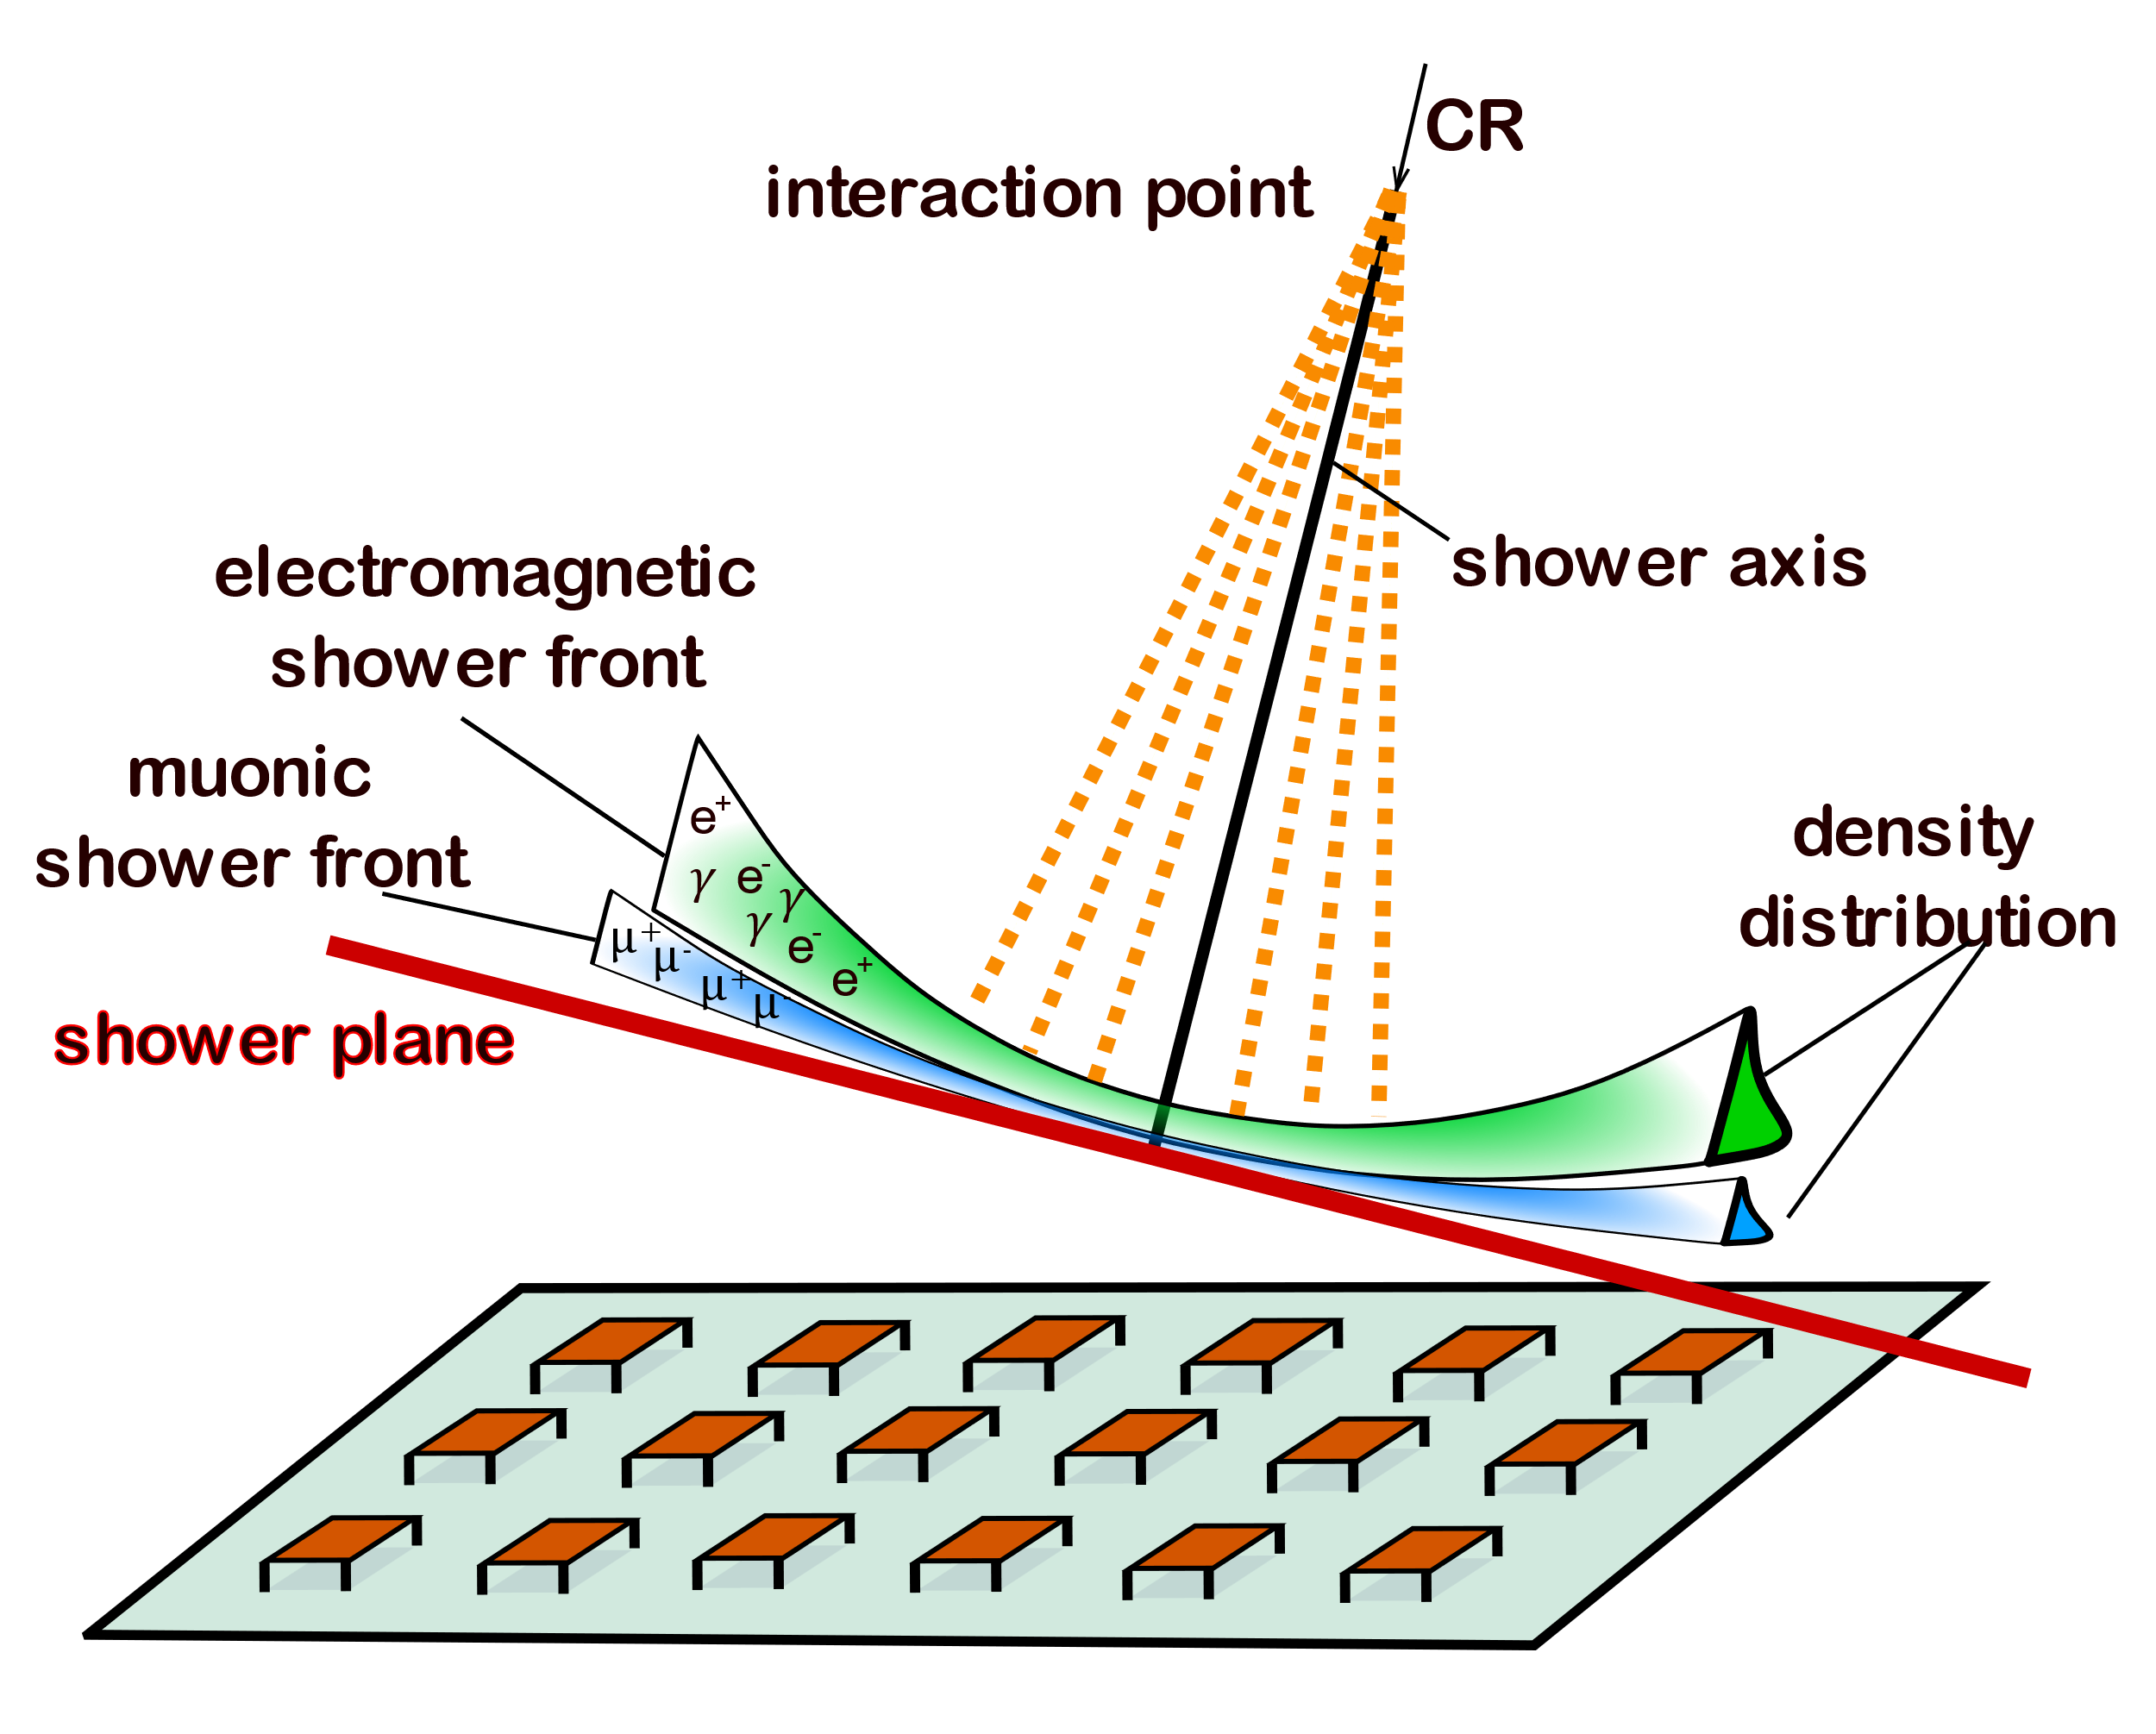 CR
interaction point
shower axis
electromagnetic
shower front
muonic
shower front
density
distribution
e+
γ e- γ
γ
e-
e+
μ+
μ-
μ+
μ-
shower plane